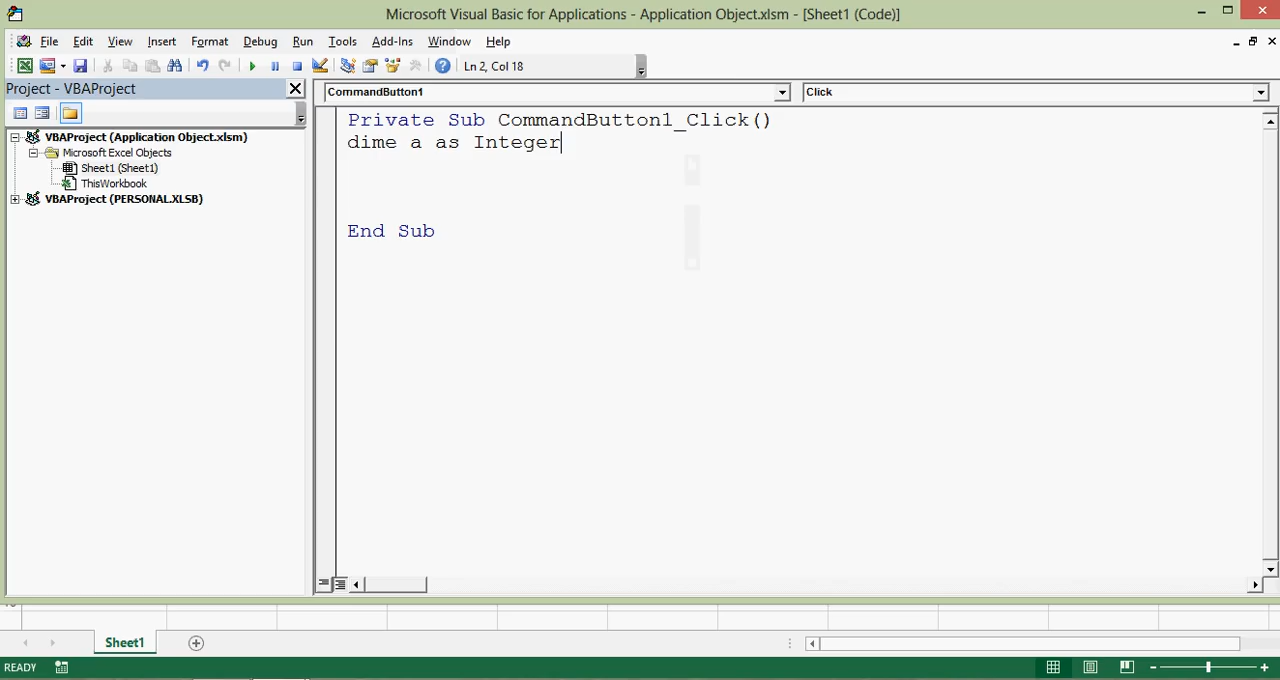 Microsoft Visual Basic for Applications - Application Object.xlsm - [Sheet1 (Code)]
File Edit View Insert Format Debug Run Tools Add-Ins Window Help
Ln 2, Col 18
Project - VBAProject
CommandButton1 Click
VBAProject (Application Object.xlsm)
Microsoft Excel Objects
Sheet1 (Sheet1)
ThisWorkbook
VBAProject (PERSONAL.XLSB)
Private Sub CommandButton1_Click()
dime a as Integer
End Sub
Sheet1
READY